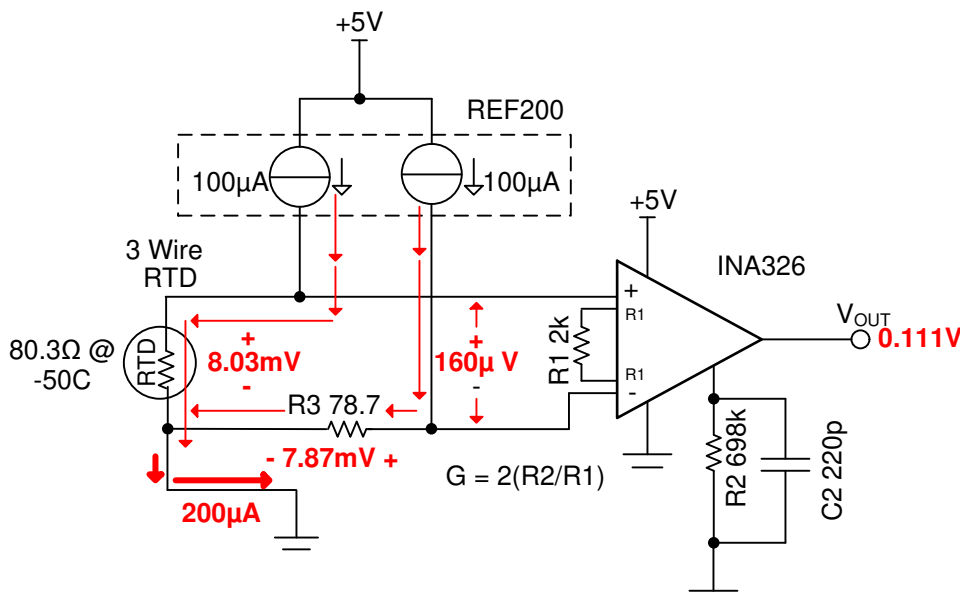 +5V
REF200
100µA
100µA
3 Wire
RTD
+5V
INA326
+
R1
R1 2k
R1
-
VOUT
0.111V
80.3Ω @
-50C
RTD
+
8.03mV
-
+
160µ V
-
R3 78.7
- 7.87mV +
G = 2(R2/R1)
200µA
R2 698k
C2 220p